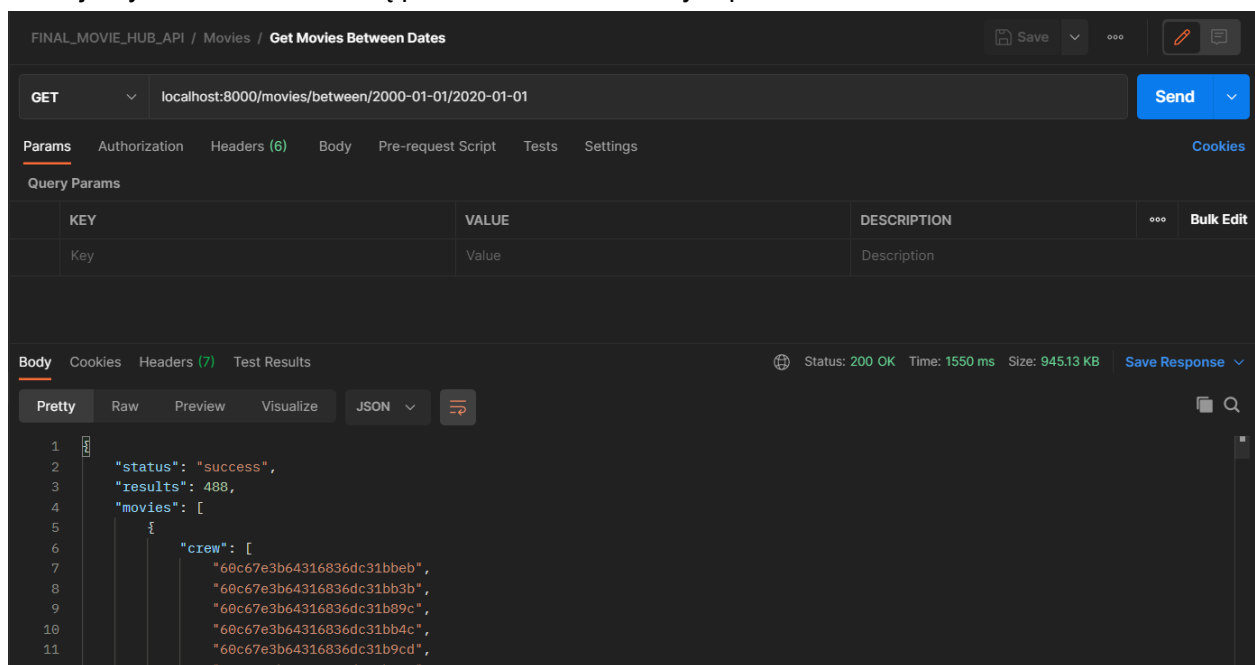 FINAL_MOVIE_HUB_API / Movies / Get Movies Between Dates Save ooo
GET localhost:8000/movies/between/2000-01-01/2020-01-01 Send
Params Authorization Headers (6) Body Pre-request Script Tests Settings Cookies
Query Params
KEY VALUE DESCRIPTION ooo Bulk Edit
Key Value Description
Body Cookies Headers (7) Test Results Status: 200 OK Time: 1550 ms Size: 945.13 KB Save Response
Pretty Raw Preview Visualize JSON
1 {
2 "status": "success",
3 "results": 488,
4 "movies": [
5 {
6 "crew": [
7 "60c67e3b64316836dc31bbeb",
8 "60c67e3b64316836dc31bb3b",
9 "60c67e3b64316836dc31b89c",
10 "60c67e3b64316836dc31bb4c",
11 "60c67e3b64316836dc31b9cd",